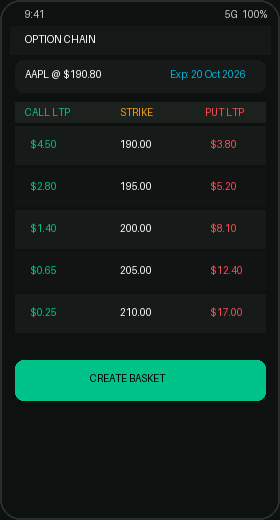 9:41 5G 100%
OPTION CHAIN
AAPL @ $190.80 Exp: 20 Oct 2026
CALL LTP STRIKE PUT LTP
$4.50 190.00 $3.80
$2.80 195.00 $5.20
$1.40 200.00 $8.10
$0.65 205.00 $12.40
$0.25 210.00 $17.00
CREATE BASKET